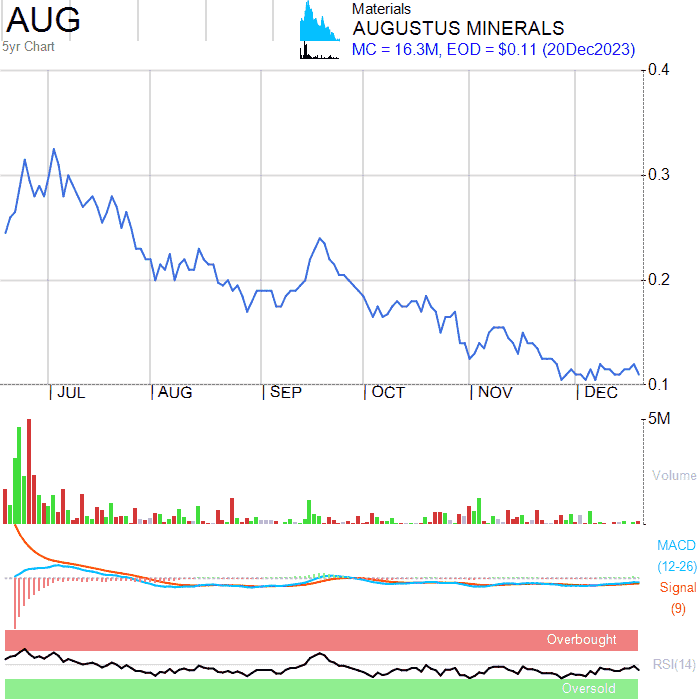 AUG
5yr Chart
Materials
AUGUSTUS MINERALS
MC = 16.3M, EOD = $0.11 (20Dec2023)
0.4
0.3
0.2
0.1
JUL AUG SEP OCT NOV DEC
5M
Volume
MACD
(12-26)
Signal
(9)
Overbought
RSI(14)
Oversold